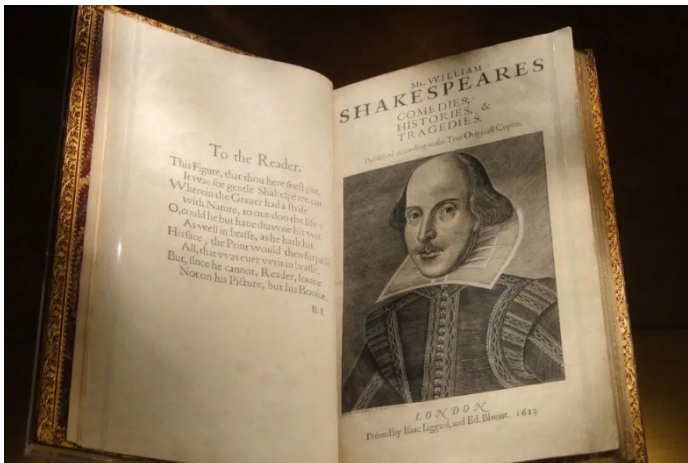 To the Reader.
This Figure, that thou here seest put,
It was for gentle Shakespeare cut;
Wherein the Grauer had a strife
with Nature, to out-doo the life:
O, could he but haue drawne his wit
As well in brasse, as he hath hit
His face, the Print would then surpasse
All, that vvas euer vvrit in brasse.
But, since he cannot, Reader, looke
Not on his Picture, but his Booke.
B. I.
Mr. WILLIAM
SHAKESPEARES
COMEDIES,
HISTORIES, &
TRAGEDIES.
Published according to the True Originall Copies.
LONDON
Printed by Isaac Iaggard, and Ed. Blount. 1623